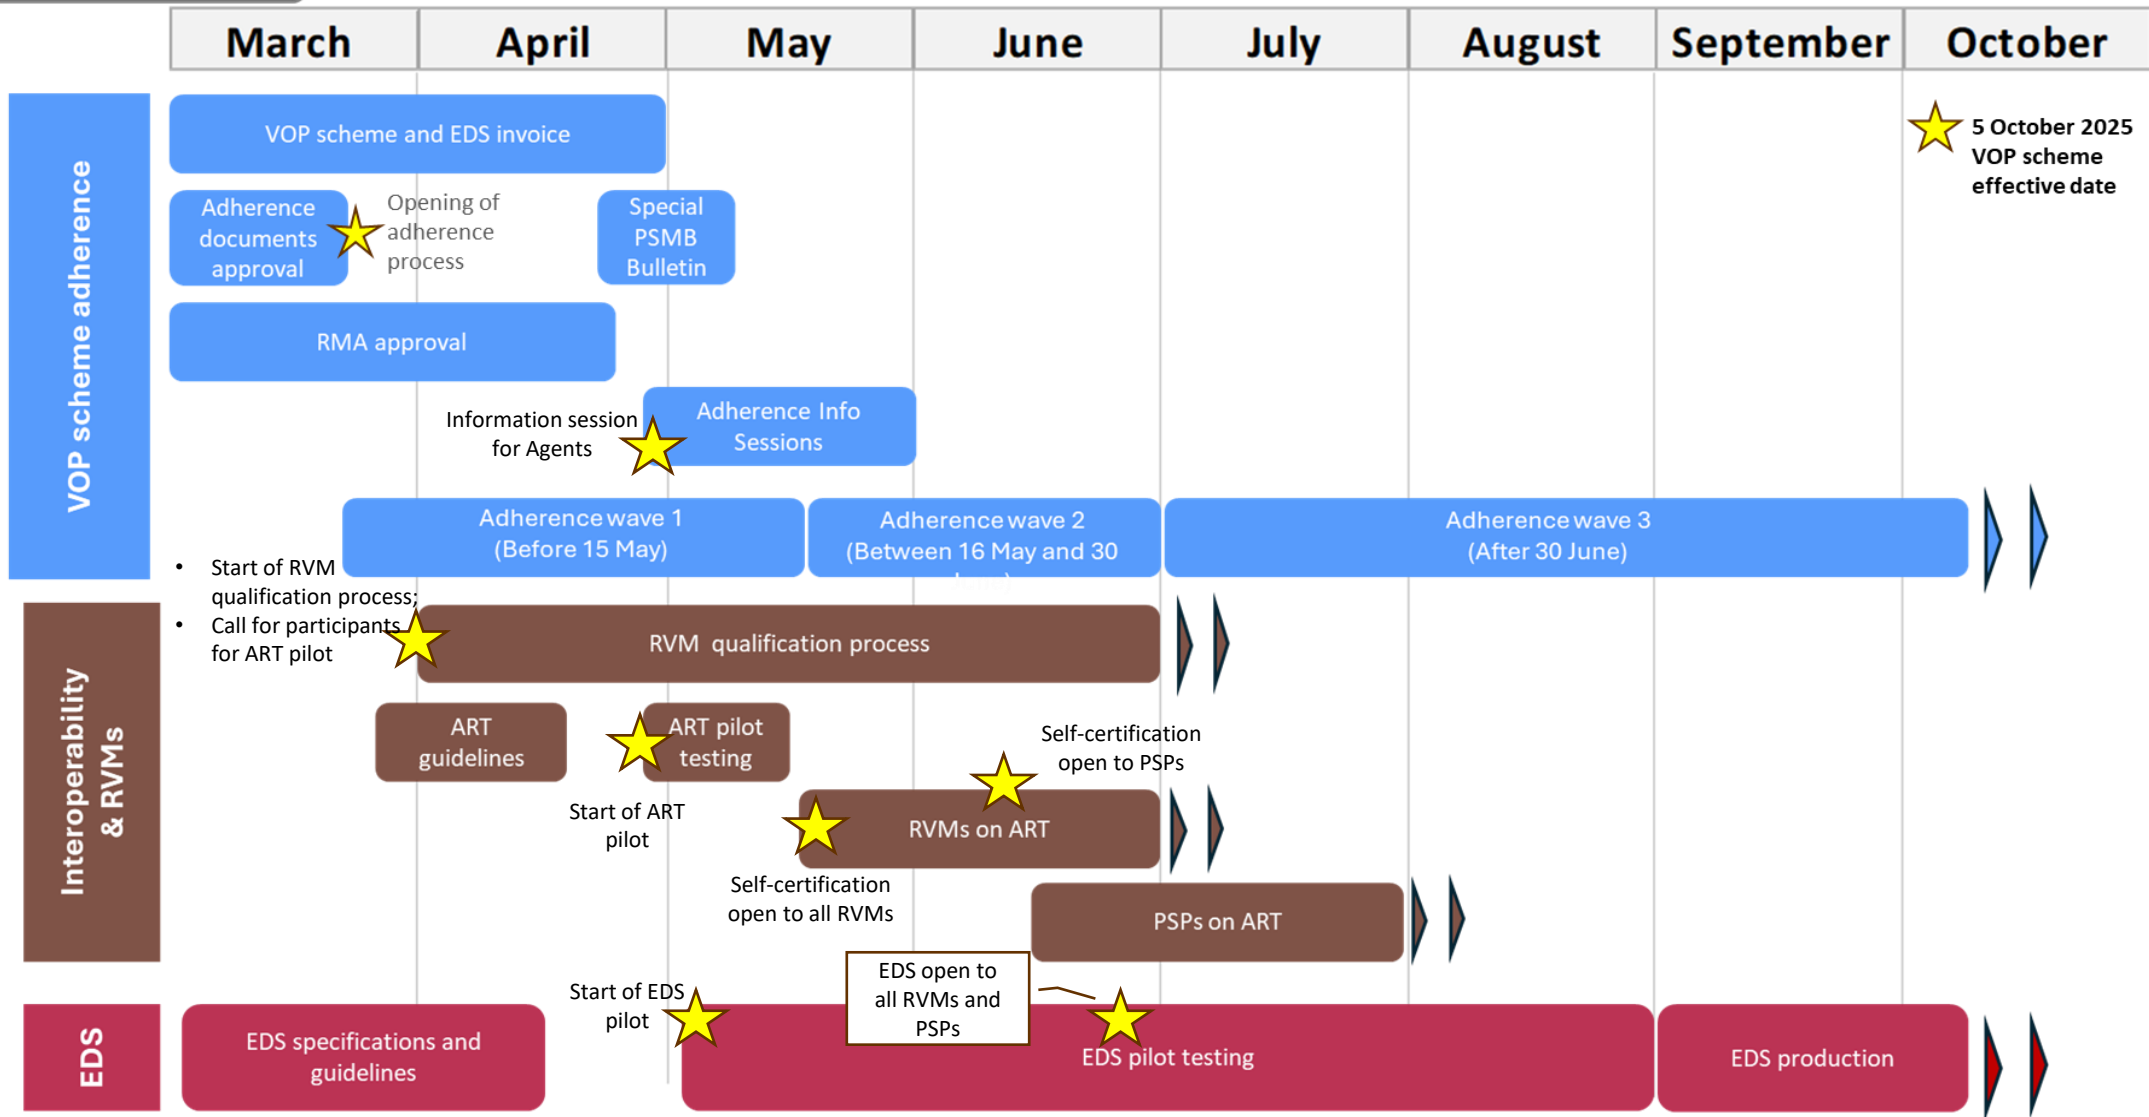 March
April
May
June
July
August
September
October
VOP scheme adherence
VOP scheme and EDS invoice
5 October 2025
VOP scheme
effective date
Adherence
documents
approval
Opening of
adherence
process
Special
PSMB
Bulletin
RMA approval
Information session
for Agents
Adherence Info
Sessions
Adherence wave 1
(Before 15 May)
Adherence wave 2
(Between 16 May and 30
Adherence wave 3
(After 30 June)
• Start of RVM
qualification process;
• Call for participants
for ART pilot
Interoperability
& RVMs
RVM qualification process
ART
guidelines
ART pilot
testing
Start of ART
pilot
Self-certification
open to PSPs
RVMs on ART
Self-certification
open to all RVMs
PSPs on ART
EDS
EDS specifications and
guidelines
Start of EDS
pilot
EDS open to
all RVMs and
PSPs
EDS pilot testing
EDS production